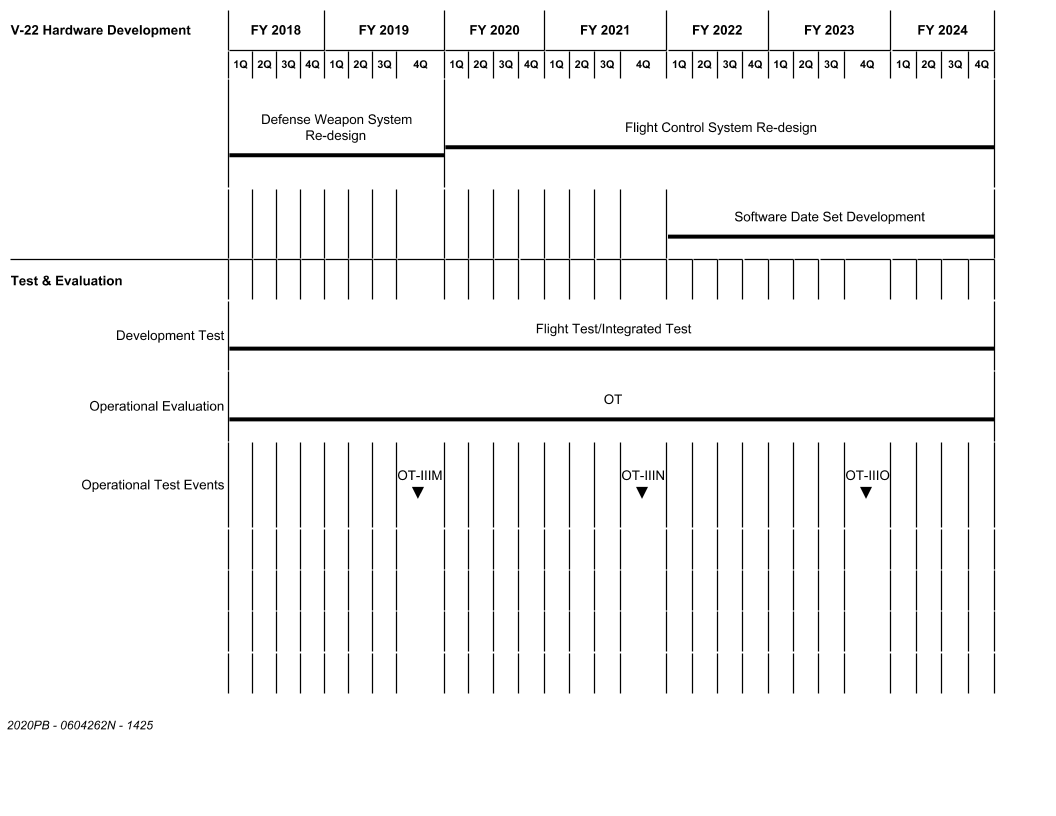 V-22 Hardware Development FY 2018 FY 2019 FY 2020 FY 2021 FY 2022 FY 2023 FY 2024
1Q 2Q 3Q 4Q 1Q 2Q 3Q 4Q 1Q 2Q 3Q 4Q 1Q 2Q 3Q 4Q 1Q 2Q 3Q 4Q 1Q 2Q 3Q 4Q 1Q 2Q 3Q 4Q
Defense Weapon System
Re-design
Flight Control System Re-design
Software Date Set Development
Test & Evaluation
Development Test
Flight Test/Integrated Test
Operational Evaluation
OT
Operational Test Events
OT-IIIM OT-IIIN OT-IIIO
2020PB - 0604262N - 1425